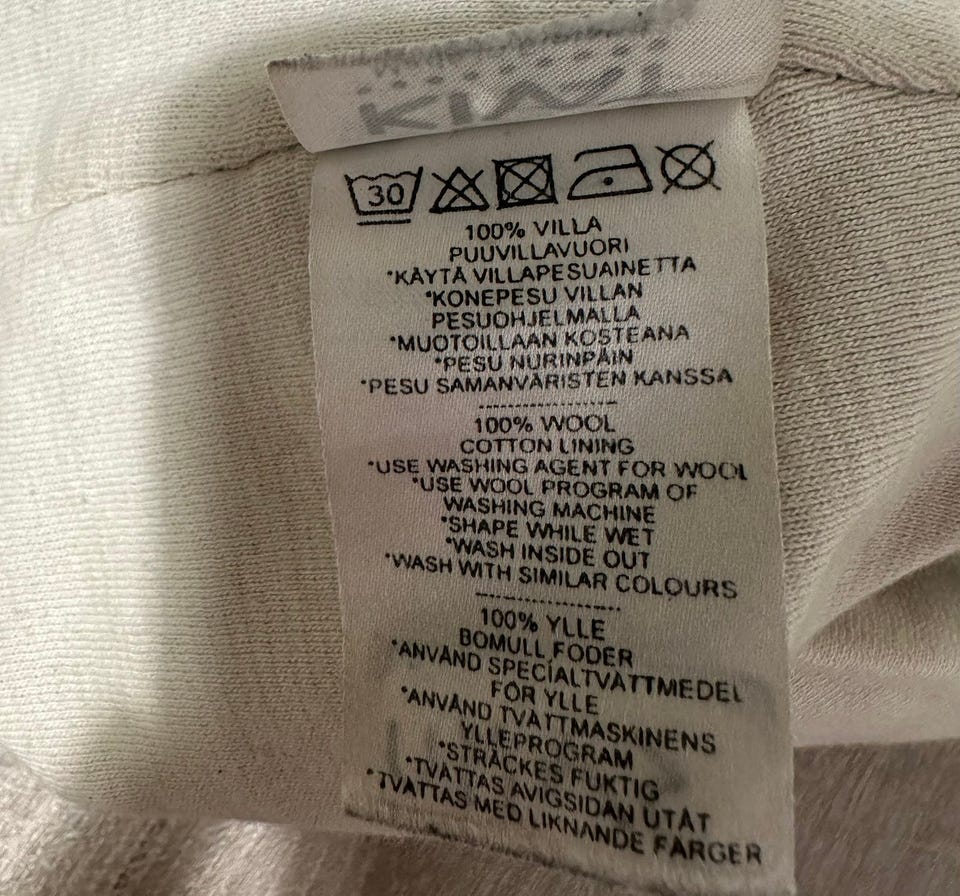 KIVAT
30
100% VILLA
PUUVILLAVUORI
*KÄYTÄ VILLAPESUAINETTA
*KONEPESU VILLAN
PESUOHJELMALLA
*MUOTOILLAAN KOSTEANA
*PESU NURINPÄIN
*PESU SAMANVÄRISTEN KANSSA
100% WOOL
COTTON LINING
*USE WASHING AGENT FOR WOOL
*USE WOOL PROGRAM OF
WASHING MACHINE
*SHAPE WHILE WET
*WASH INSIDE OUT
*WASH WITH SIMILAR COLOURS
100% YLLE
BOMULL FODER
*ANVÄND SPECIALTVÄTTMEDEL
FÖR YLLE
*ANVÄND TVÄTTMASKINENS
YLLEPROGRAM
*STRÄCKES FUKTIG
*TVÄTTAS AVIGSIDAN UTÅT
*TVÄTTAS MED LIKNANDE FÄRGER